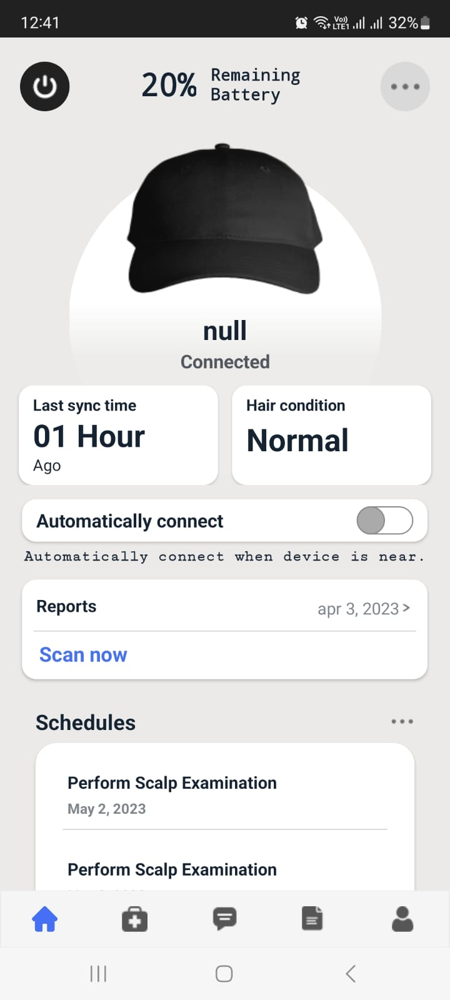 12:41
Vo)) LTE1 32%
20% Remaining Battery
null
Connected
Last sync time
01 Hour
Ago
Hair condition
Normal
Automatically connect
Automatically connect when device is near.
Reports
apr 3, 2023 >
Scan now
Schedules
Perform Scalp Examination
May 2, 2023
Perform Scalp Examination